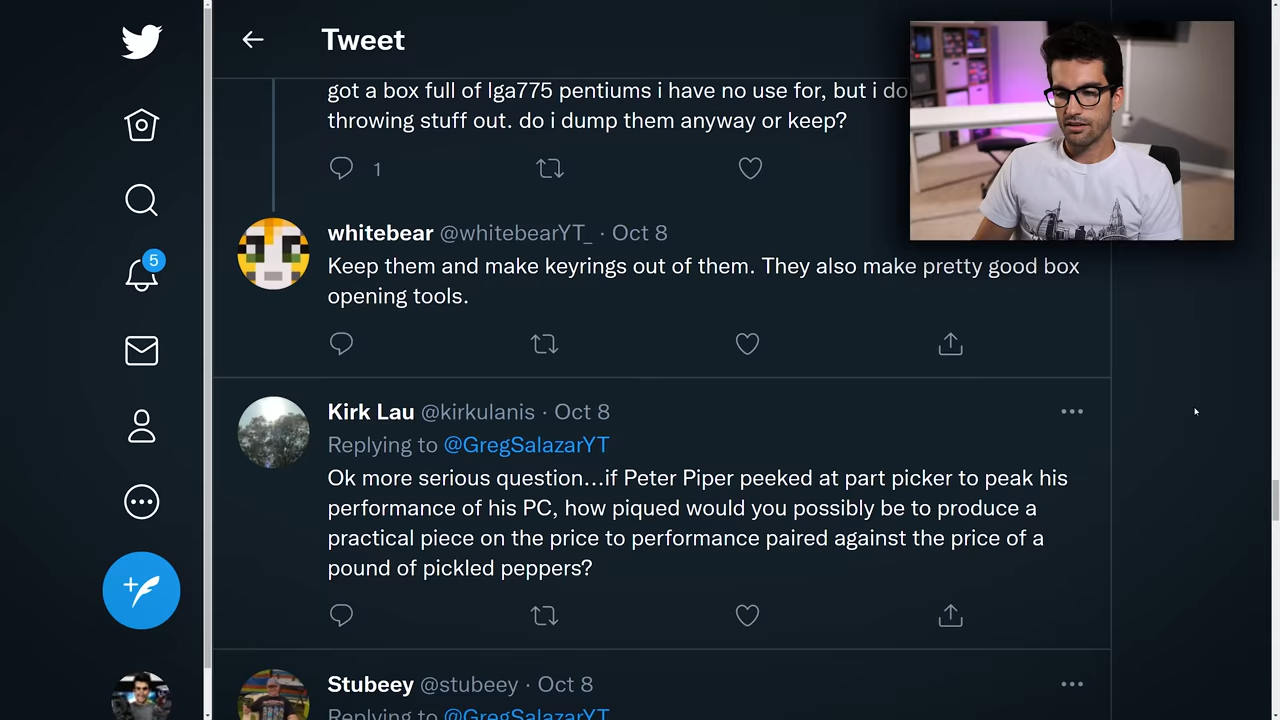 Tweet
got a box full of lga775 pentiums i have no use for, but i do
throwing stuff out. do i dump them anyway or keep?
1
whitebear @whitebearYT_ · Oct 8
Keep them and make keyrings out of them. They also make pretty good box
opening tools.
5
Kirk Lau @kirkulanis · Oct 8
Replying to @GregSalazarYT
Ok more serious question...if Peter Piper peeked at part picker to peak his
performance of his PC, how piqued would you possibly be to produce a
practical piece on the price to performance paired against the price of a
pound of pickled peppers?
Stubeey @stubeey · Oct 8
Replying to @GregSalazarYT